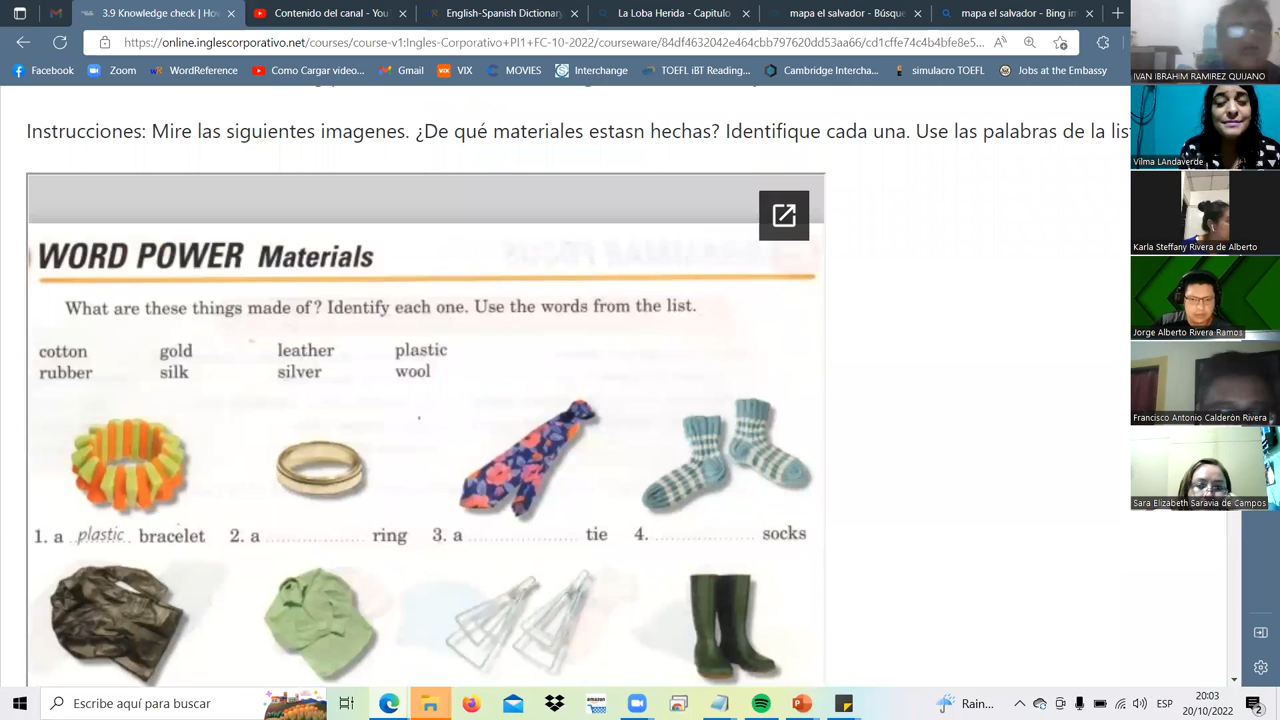 3.9 Knowledge check | Ho
Contenido del canal - You
English-Spanish Dictionary
La Loba Herida - Capitulo
mapa el salvador - Búsque
mapa el salvador - Bing im
https://online.inglescorporativo.net/courses/course-v1:Ingles-Corporativo+PI1+FC-10-2022/courseware/84df4632042e464cbb797620dd53aa66/cd1cffe74c4b4bfe8e5...
Facebook
Zoom
WordReference
Como Cargar video...
Gmail
VIX
MOVIES
Interchange
TOEFL iBT Reading...
Cambridge Intercha...
simulacro TOEFL
Jobs at the Embassy
Instrucciones: Mire las siguientes imagenes. ¿De qué materiales estasn hechas? Identifique cada una. Use las palabras de la lis
WORD POWER Materials
What are these things made of? Identify each one. Use the words from the list.
cotton gold leather plastic
rubber silk silver wool
1. a plastic bracelet 2. a .................... ring 3. a .................... tie 4. .................... socks
IVAN IBRAHIM RAMIREZ QUIJANO
Vilma LAndaverde
Karla Steffany Rivera de Alberto
Jorge Alberto Rivera Ramos
Francisco Antonio Calderón Rivera
Sara Elizabeth Saravia de Campos
Escribe aquí para buscar
Rain...
ESP
20:03
20/10/2022
2